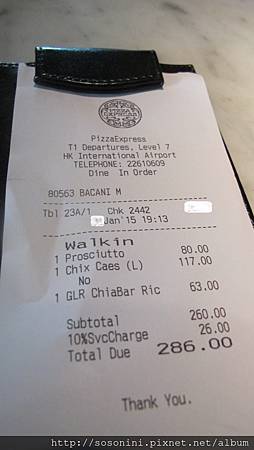 PIZZA EXPRESS
PizzaExpress
T1 Departures, Level 7
HK International Airport
TELEPHONE: 22610609
Dine In Order
80563 BACANI M
Tbl 23A/1 Chk 2442
Jan'15 19:13
Walkin
1 Prosciutto 80.00
1 Chix Caes (L) 117.00
No
1 GLR ChiaBar Ric 63.00
Subtotal 260.00
10%SvcCharge 26.00
Total Due 286.00
Thank You.
http://sosonini.pixnet.net/album